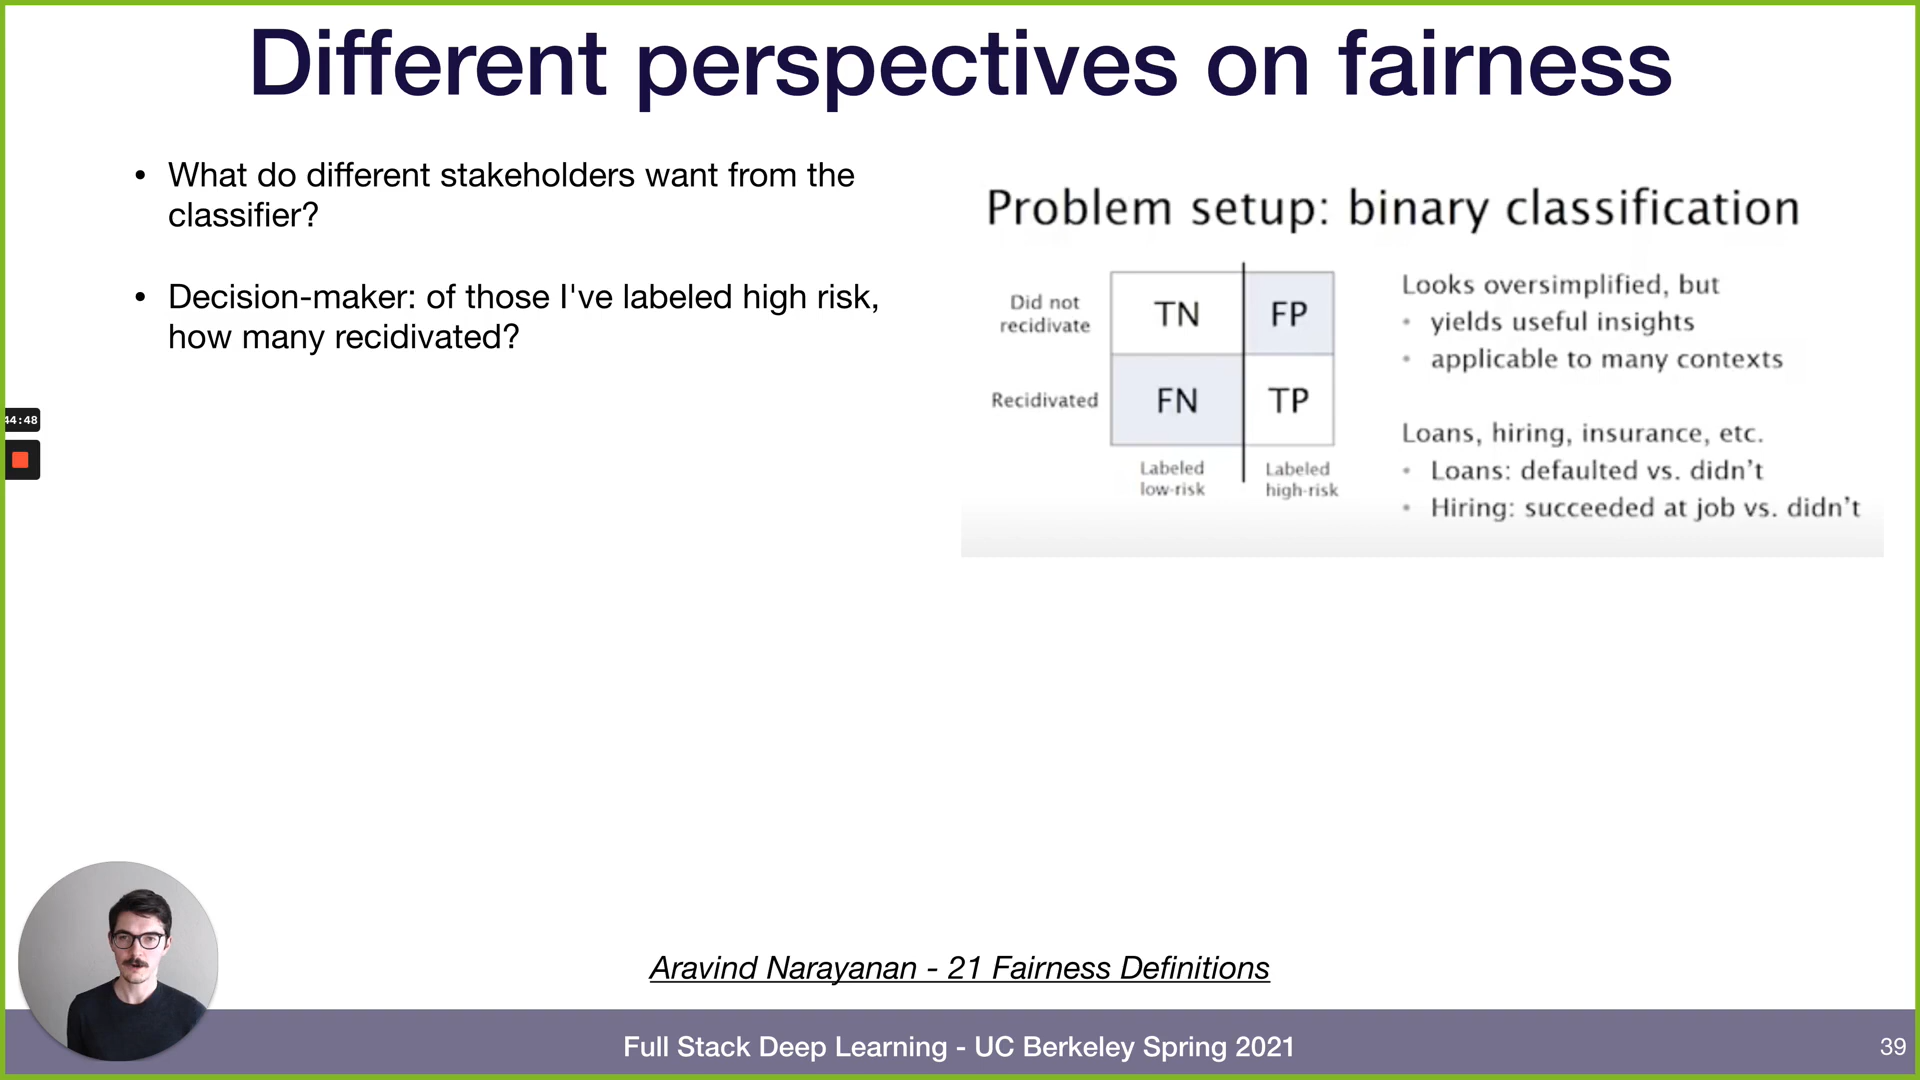 Different perspectives on fairness
• What do different stakeholders want from the
classifier?
• Decision-maker: of those I've labeled high risk,
how many recidivated?
Problem setup: binary classification
Did not
recidivate
TN
FP
Recidivated
FN
TP
Labeled
low-risk
Labeled
high-risk
Looks oversimplified, but
• yields useful insights
• applicable to many contexts
Loans, hiring, insurance, etc.
• Loans: defaulted vs. didn't
• Hiring: succeeded at job vs. didn't
44:48
Aravind Narayanan - 21 Fairness Definitions
Full Stack Deep Learning - UC Berkeley Spring 2021
39